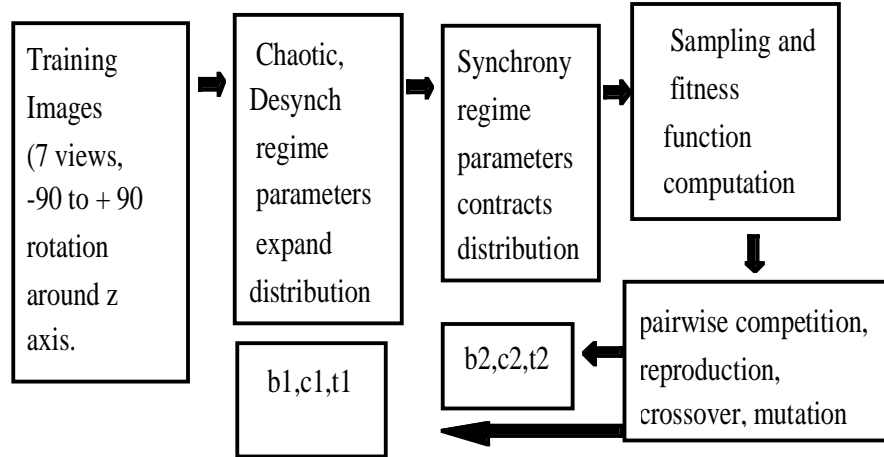 Training
Images
(7 views,
-90 to + 90
rotation
around z
axis.
Chaotic,
Desynch
regime
parameters
expand
distribution
Synchrony
regime
parameters
contracts
distribution
Sampling and
fitness
function
computation
pairwise competition,
reproduction,
crossover, mutation
b2,c2,t2
b1,c1,t1